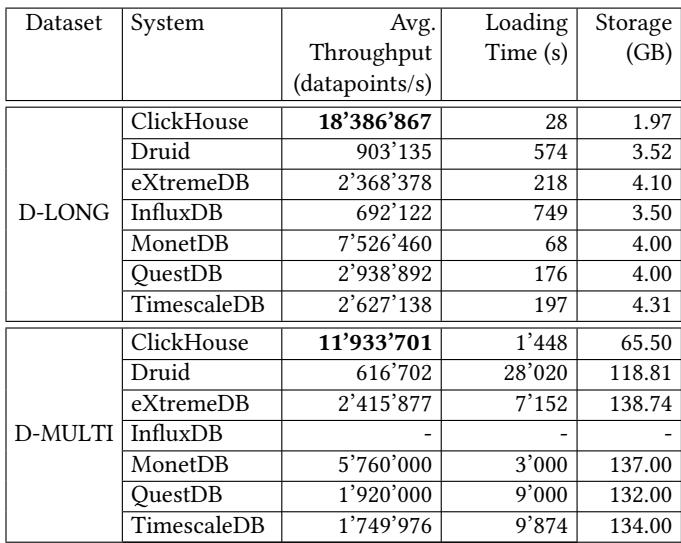 Dataset System Avg. Throughput (datapoints/s) Loading Time (s) Storage (GB)
D-LONG
ClickHouse 18'386'867 28 1.97
Druid 903'135 574 3.52
eXtremeDB 2'368'378 218 4.10
InfluxDB 692'122 749 3.50
MonetDB 7'526'460 68 4.00
QuestDB 2'938'892 176 4.00
TimescaleDB 2'627'138 197 4.31
D-MULTI
ClickHouse 11'933'701 1'448 65.50
Druid 616'702 28'020 118.81
eXtremeDB 2'415'877 7'152 138.74
InfluxDB - - -
MonetDB 5'760'000 3'000 137.00
QuestDB 1'920'000 9'000 132.00
TimescaleDB 1'749'976 9'874 134.00